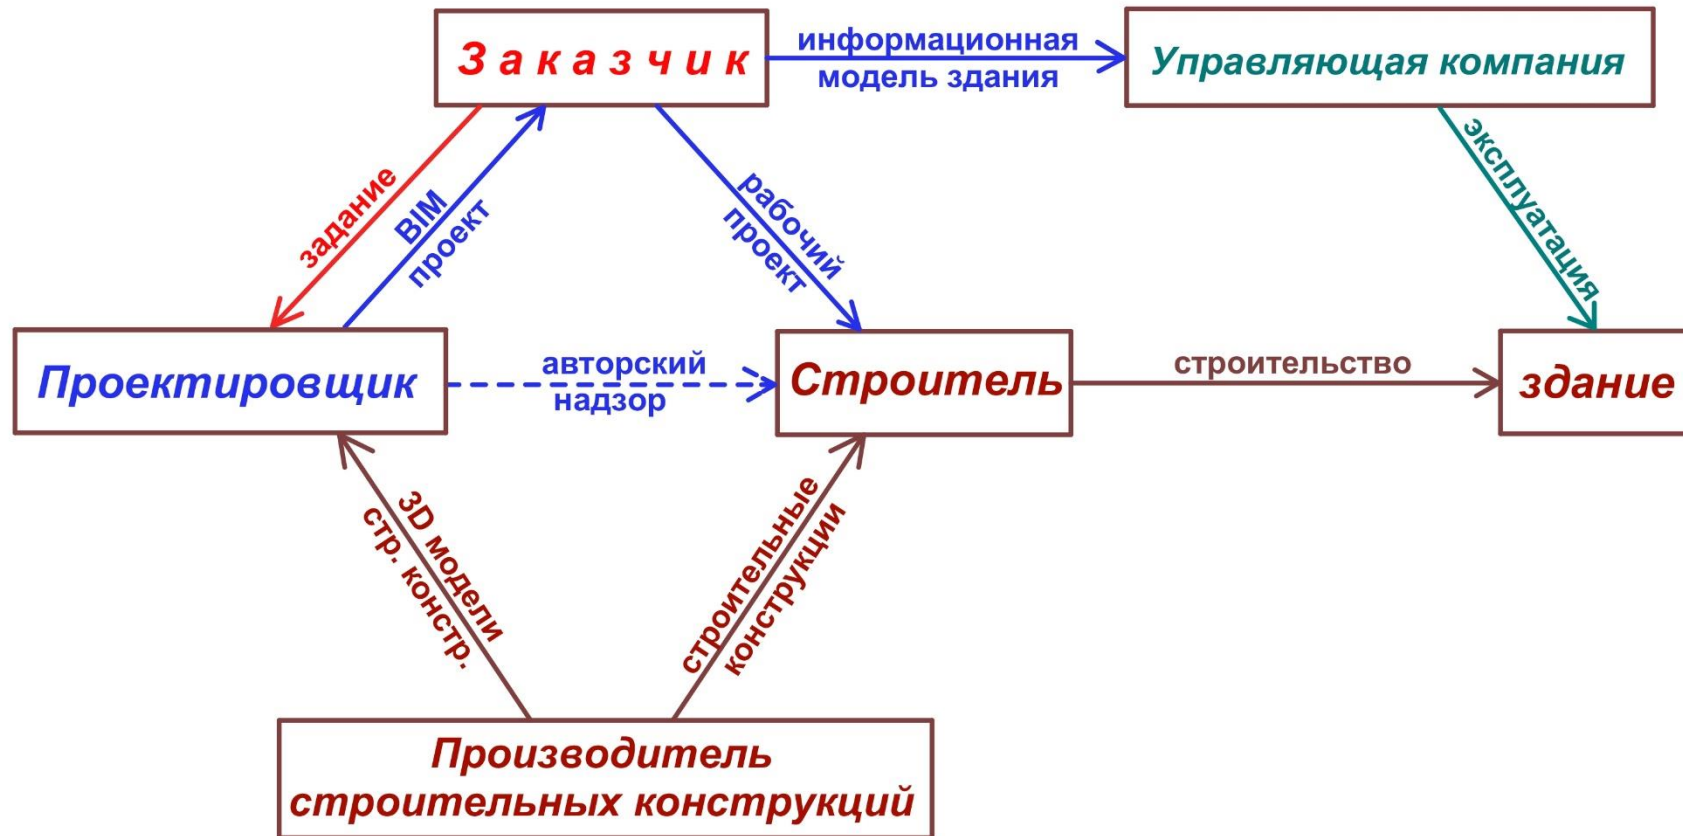 З а к а з ч и к
информационная
модель здания
Управляющая компания
задание
BIM
проект
рабочий
проект
эксплуатация
Проектировщик
авторский
надзор
Строитель
строительство
здание
3D модели
стр. констр.
строительные
конструкции
Производитель
строительных конструкций